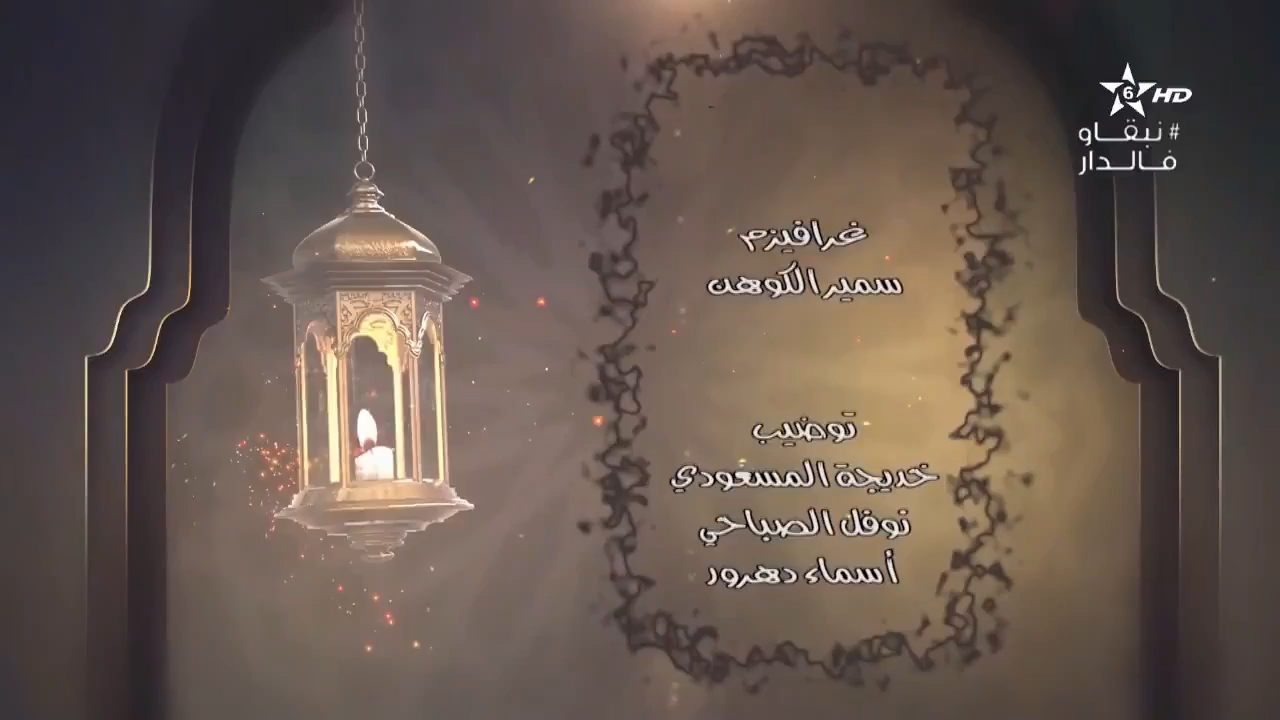 6 HD
#نبقاو
فالدار
غرافيزم
سمير الكوهن
توضيب
خديجة المسعودي
نوفل الصباحي
أسماء دهرور